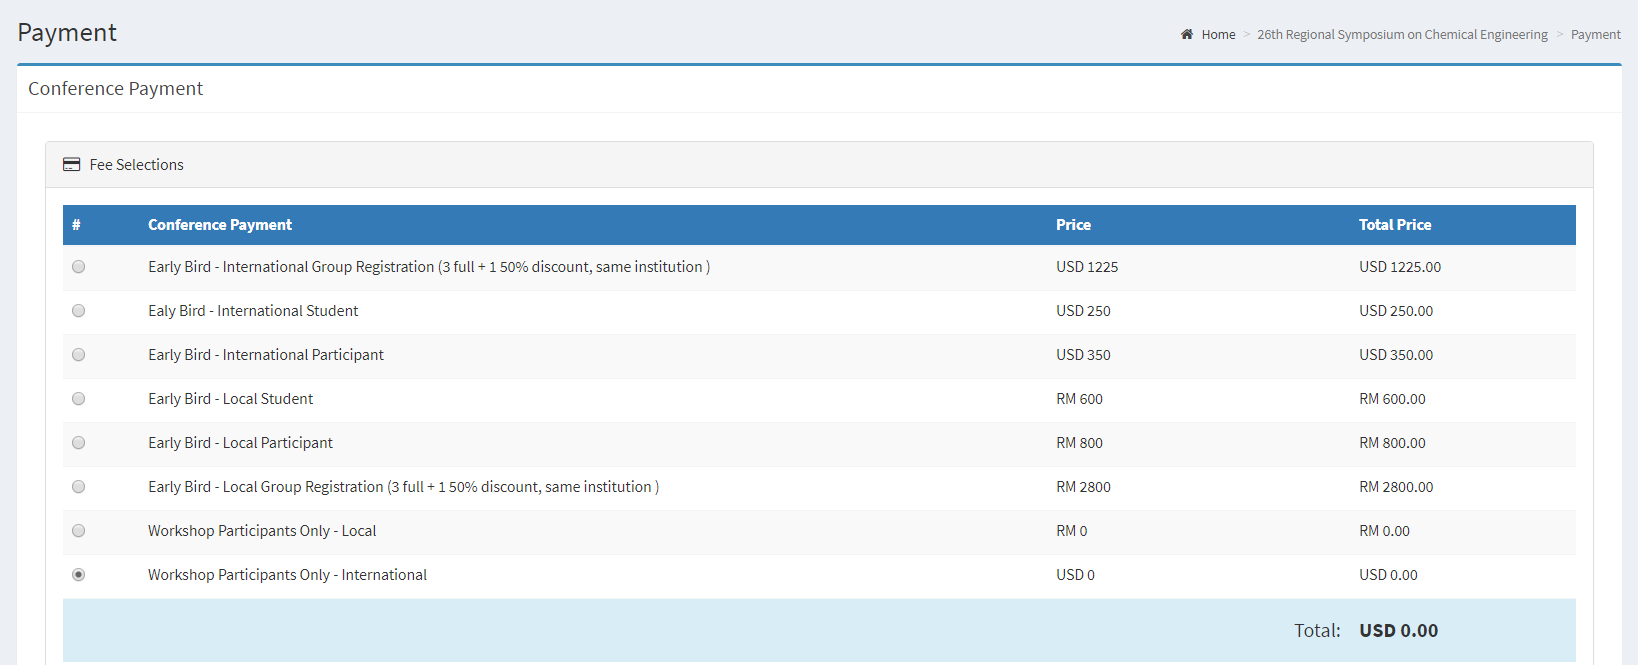 Payment
Home > 26th Regional Symposium on Chemical Engineering > Payment
Conference Payment
Fee Selections
# Conference Payment Price Total Price
Early Bird - International Group Registration (3 full + 1 50% discount, same institution ) USD 1225 USD 1225.00
Ealy Bird - International Student USD 250 USD 250.00
Early Bird - International Participant USD 350 USD 350.00
Early Bird - Local Student RM 600 RM 600.00
Early Bird - Local Participant RM 800 RM 800.00
Early Bird - Local Group Registration (3 full + 1 50% discount, same institution ) RM 2800 RM 2800.00
Workshop Participants Only - Local RM 0 RM 0.00
Workshop Participants Only - International USD 0 USD 0.00
Total: USD 0.00